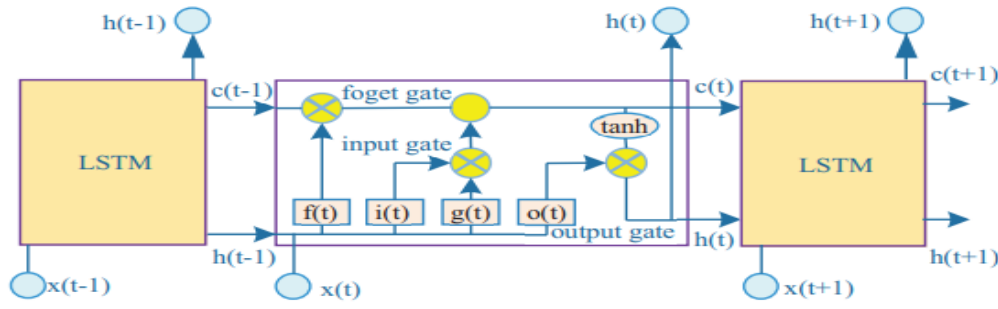 h(t-1)
h(t)
h(t+1)
c(t-1)
foget gate
c(t)
c(t+1)
tanh
input gate
LSTM
LSTM
f(t)
i(t)
g(t)
o(t)
output gate
h(t-1)
h(t)
h(t+1)
x(t-1)
x(t)
x(t+1)